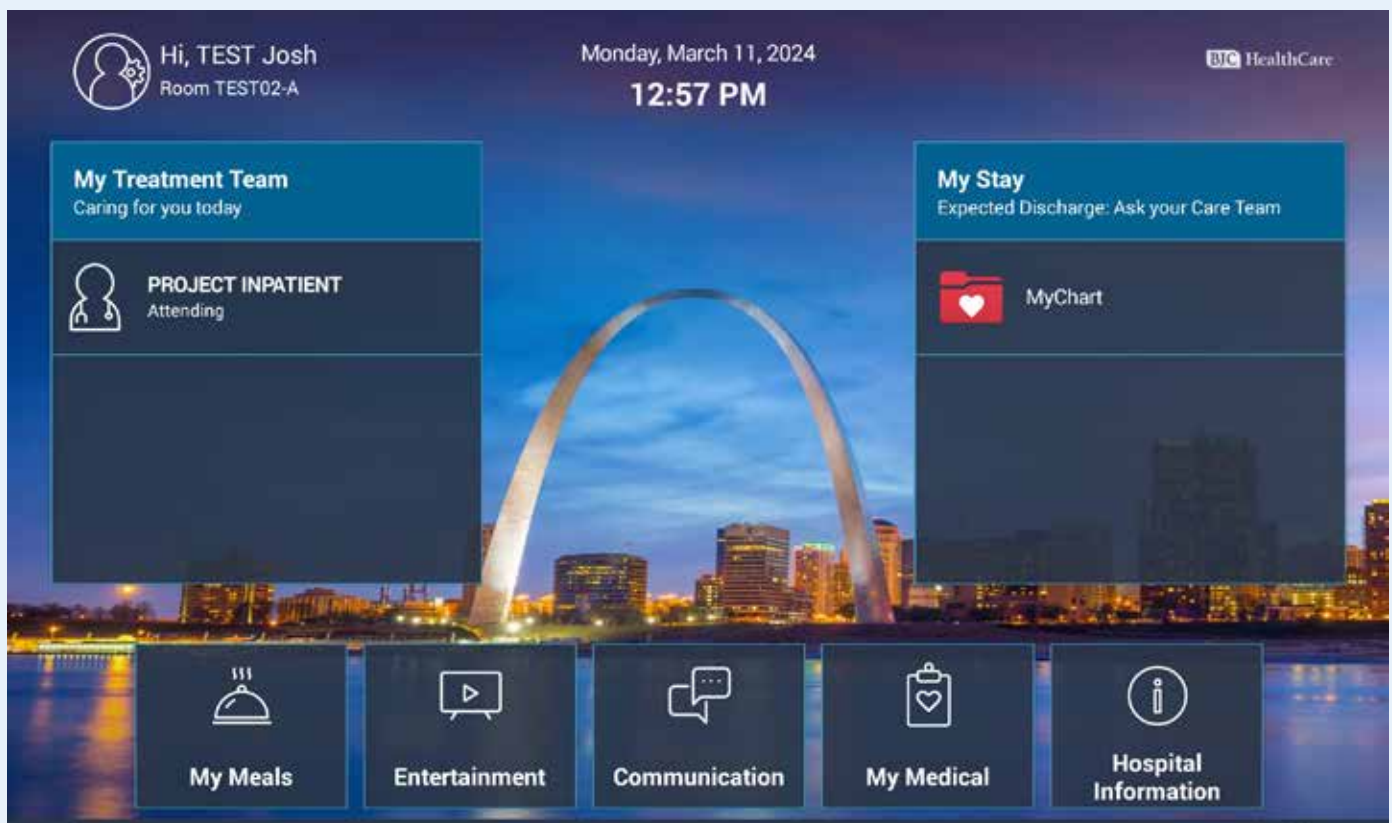 Hi, TEST Josh
Room TEST02-A
Monday, March 11, 2024
12:57 PM
BJC HealthCare
My Treatment Team
Caring for you today
PROJECT INPATIENT
Attending
My Stay
Expected Discharge: Ask your Care Team
MyChart
My Meals
Entertainment
Communication
My Medical
Hospital
Information